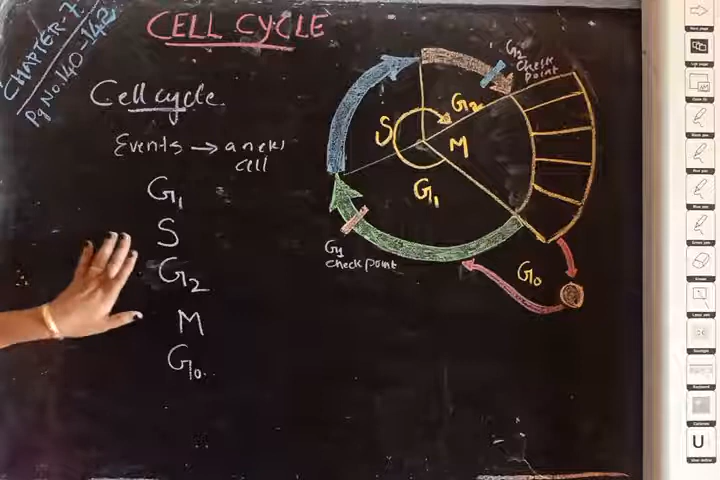 CHAPTER-7
Pg No.140-142
CELL CYCLE
Cell cycle
Events → a new
cell
G1
S
G2
M
G0
G2
check
point
G2
S
M
G1
G1
check point
G0
U